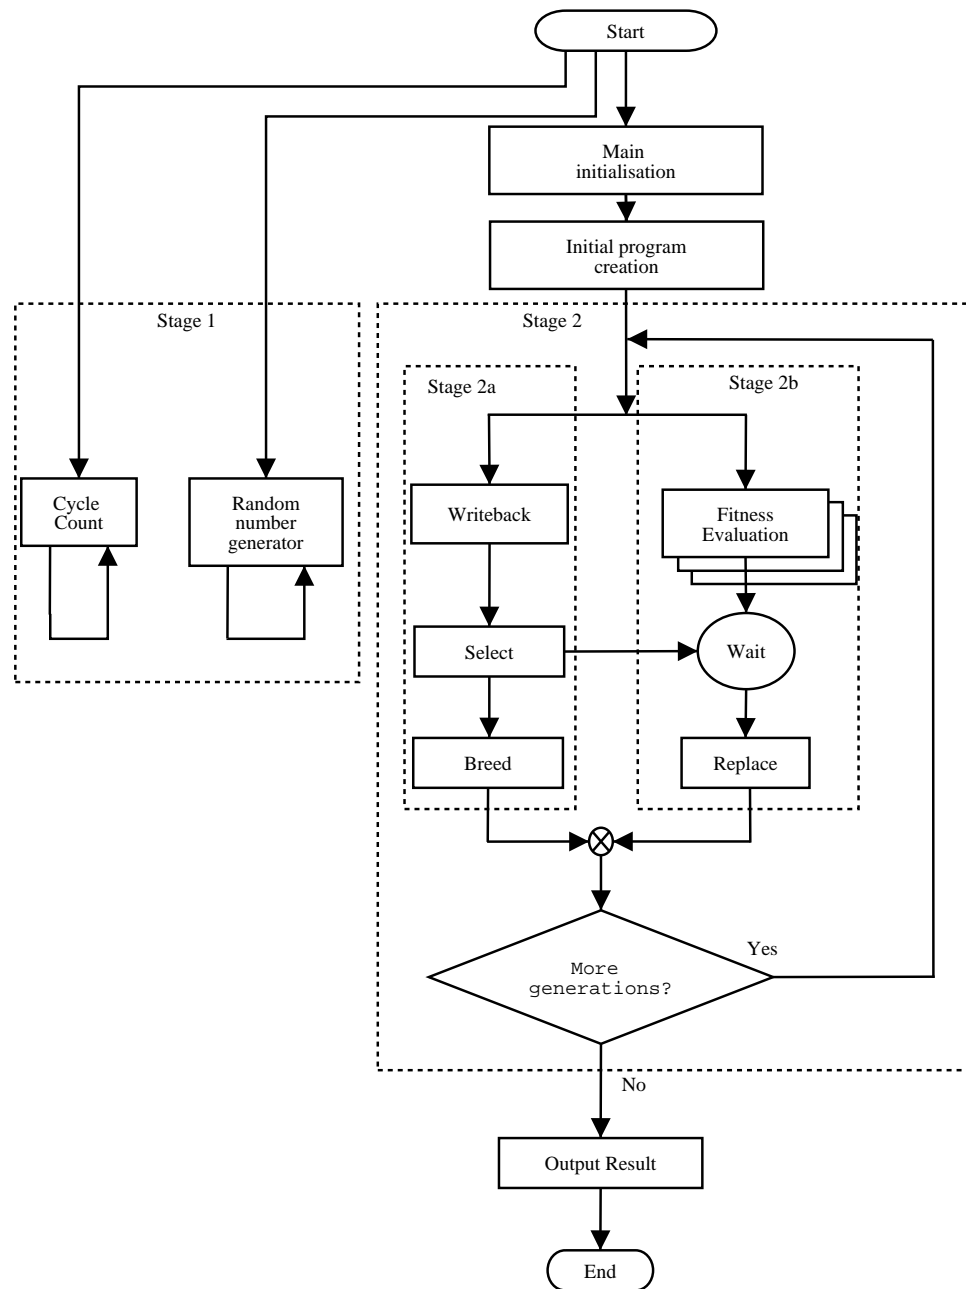 Start
Main
initialisation
Initial program
creation
Stage 1
Stage 2
Stage 2a
Stage 2b
Cycle
Count
Random
number
generator
Writeback
Fitness
Evaluation
Select
Wait
Breed
Replace
More
generations?
Yes
No
Output Result
End